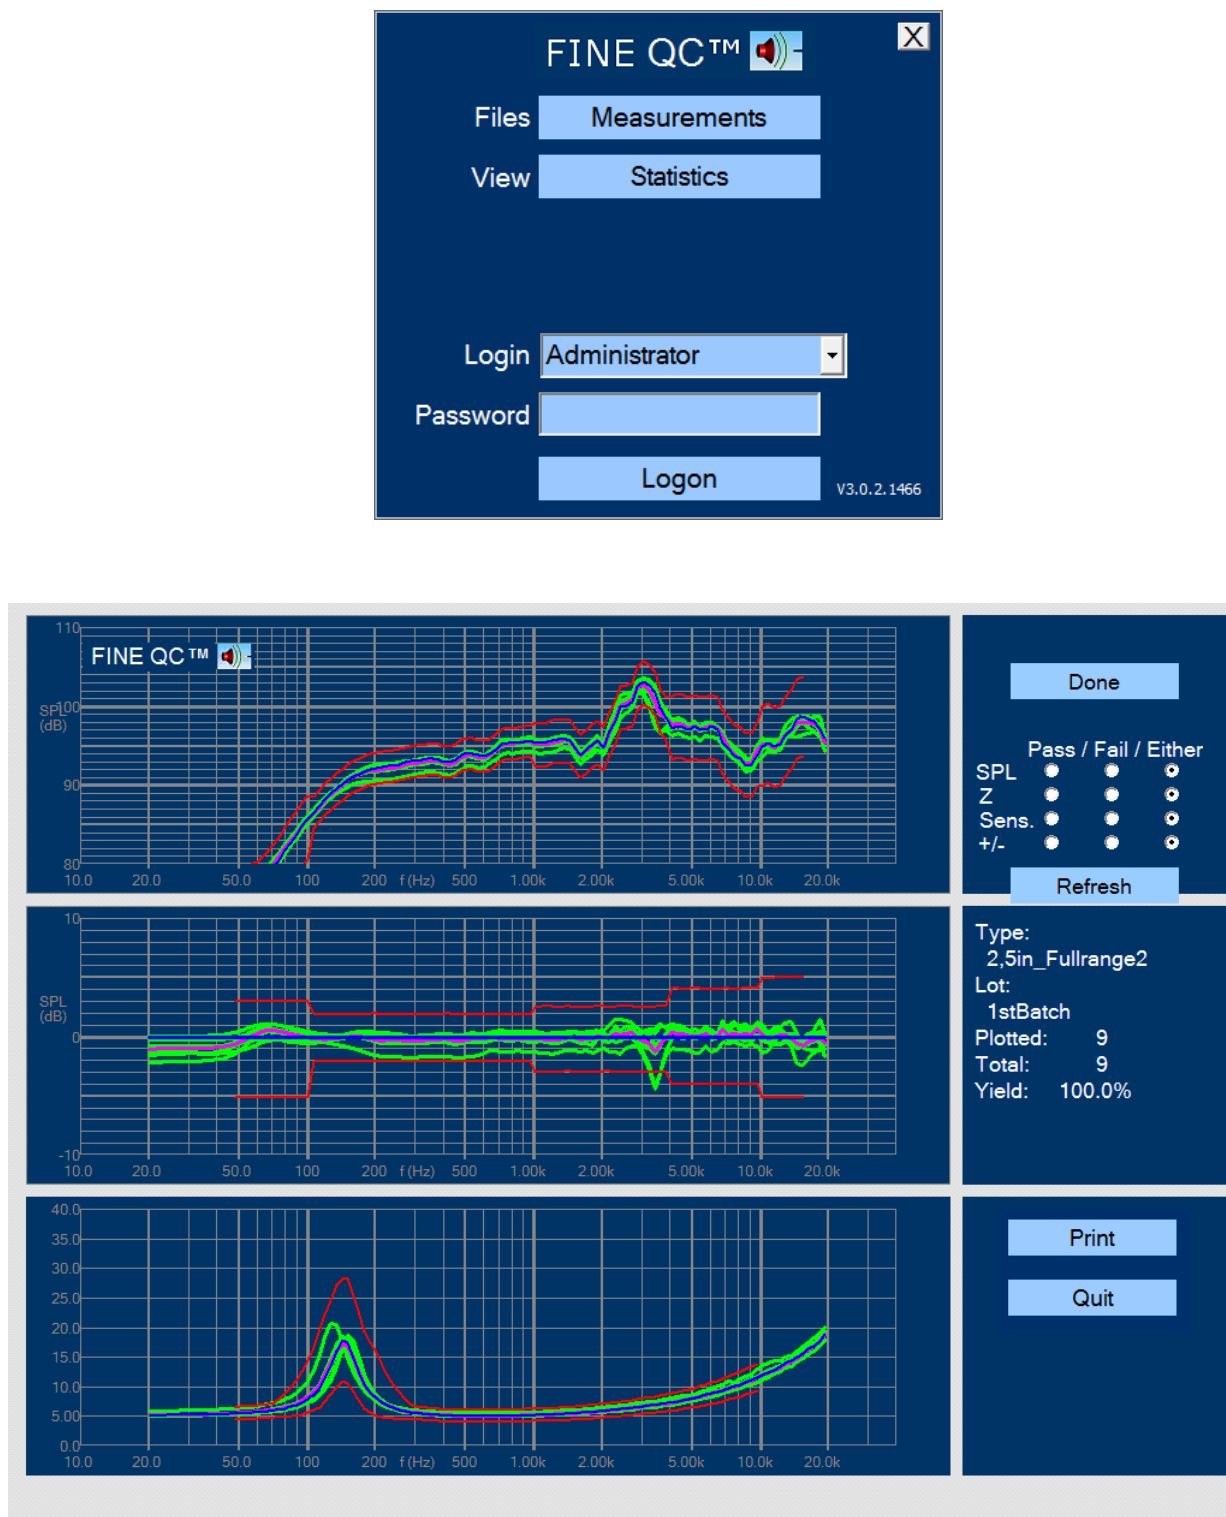 FINE QC™
X
Files Measurements
View Statistics
Login Administrator
Password
Logon
V3.0.2.1466
110
FINE QC™
SPL
100
(dB)
90
80
10.0 20.0 50.0 100 200 f (Hz) 500 1.00k 2.00k 5.00k 10.0k 20.0k
Done
Pass / Fail / Either
SPL
Z
Sens.
+/-
Refresh
10
SPL
(dB)
0
-10
10.0 20.0 50.0 100 200 f (Hz) 500 1.00k 2.00k 5.00k 10.0k 20.0k
Type:
2,5in_Fullrange2
Lot:
1stBatch
Plotted: 9
Total: 9
Yield: 100.0%
40.0
35.0
30.0
25.0
20.0
15.0
10.0
5.00
0.0
10.0 20.0 50.0 100 200 f (Hz) 500 1.00k 2.00k 5.00k 10.0k 20.0k
Print
Quit